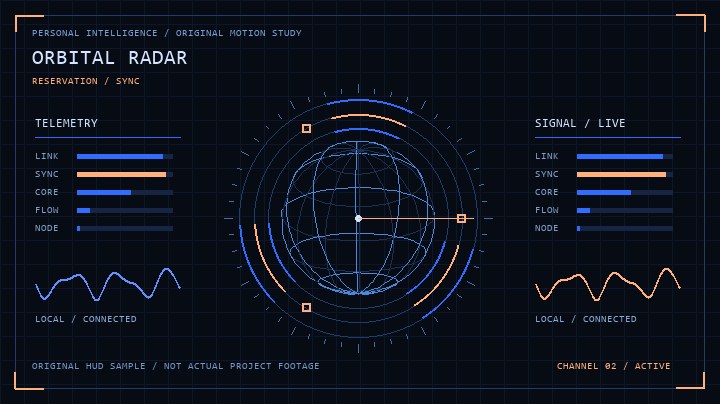 PERSONAL INTELLIGENCE / ORIGINAL MOTION STUDY
ORBITAL RADAR
RESERVATION / SYNC
TELEMETRY
LINK
SYNC
CORE
FLOW
NODE
LOCAL / CONNECTED
SIGNAL / LIVE
LINK
SYNC
CORE
FLOW
NODE
LOCAL / CONNECTED
ORIGINAL HUD SAMPLE / NOT ACTUAL PROJECT FOOTAGE
CHANNEL 02 / ACTIVE